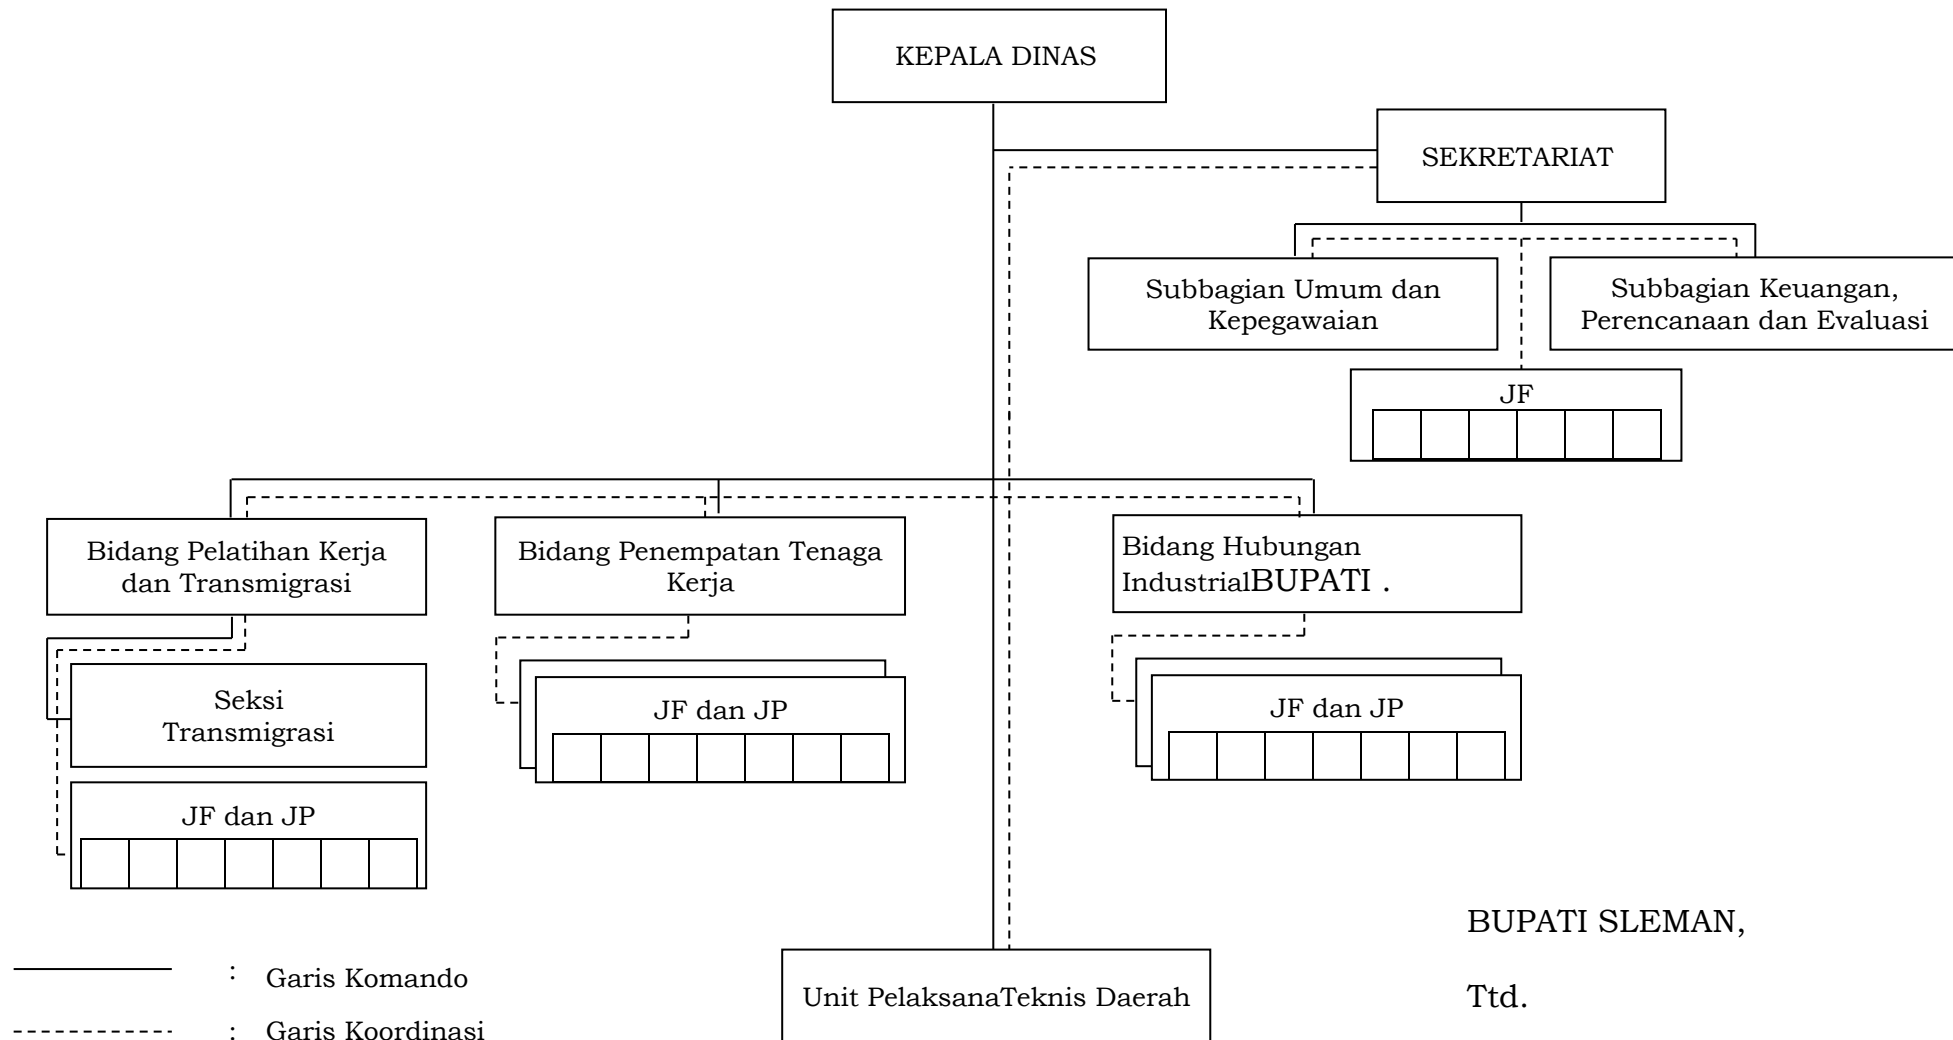 KEPALA DINAS
SEKRETARIAT
Subbagian Umum dan
Kepegawaian
Subbagian Keuangan,
Perencanaan dan Evaluasi
JF
Bidang Pelatihan Kerja
dan Transmigrasi
Bidang Penempatan Tenaga
Kerja
Bidang Hubungan
IndustrialBUPATI .
Seksi
Transmigrasi
JF dan JP
JF dan JP
JF dan JP
BUPATI SLEMAN,
Ttd.
: Garis Komando
: Garis Koordinasi
Unit PelaksanaTeknis Daerah